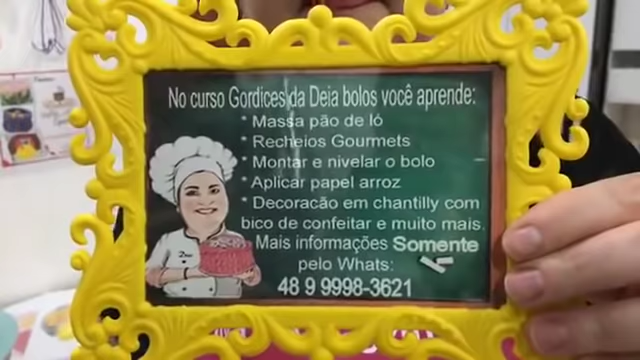 No curso Gordices da Deia bolos você aprende:
* Massa pão de ló
* Recheios Gourmets
* Montar e nivelar o bolo
* Aplicar papel arroz
* Decoracão em chantilly com
bico de confeitar e muito mais.
Mais informações Somente
pelo Whats:
48 9 9998-3621